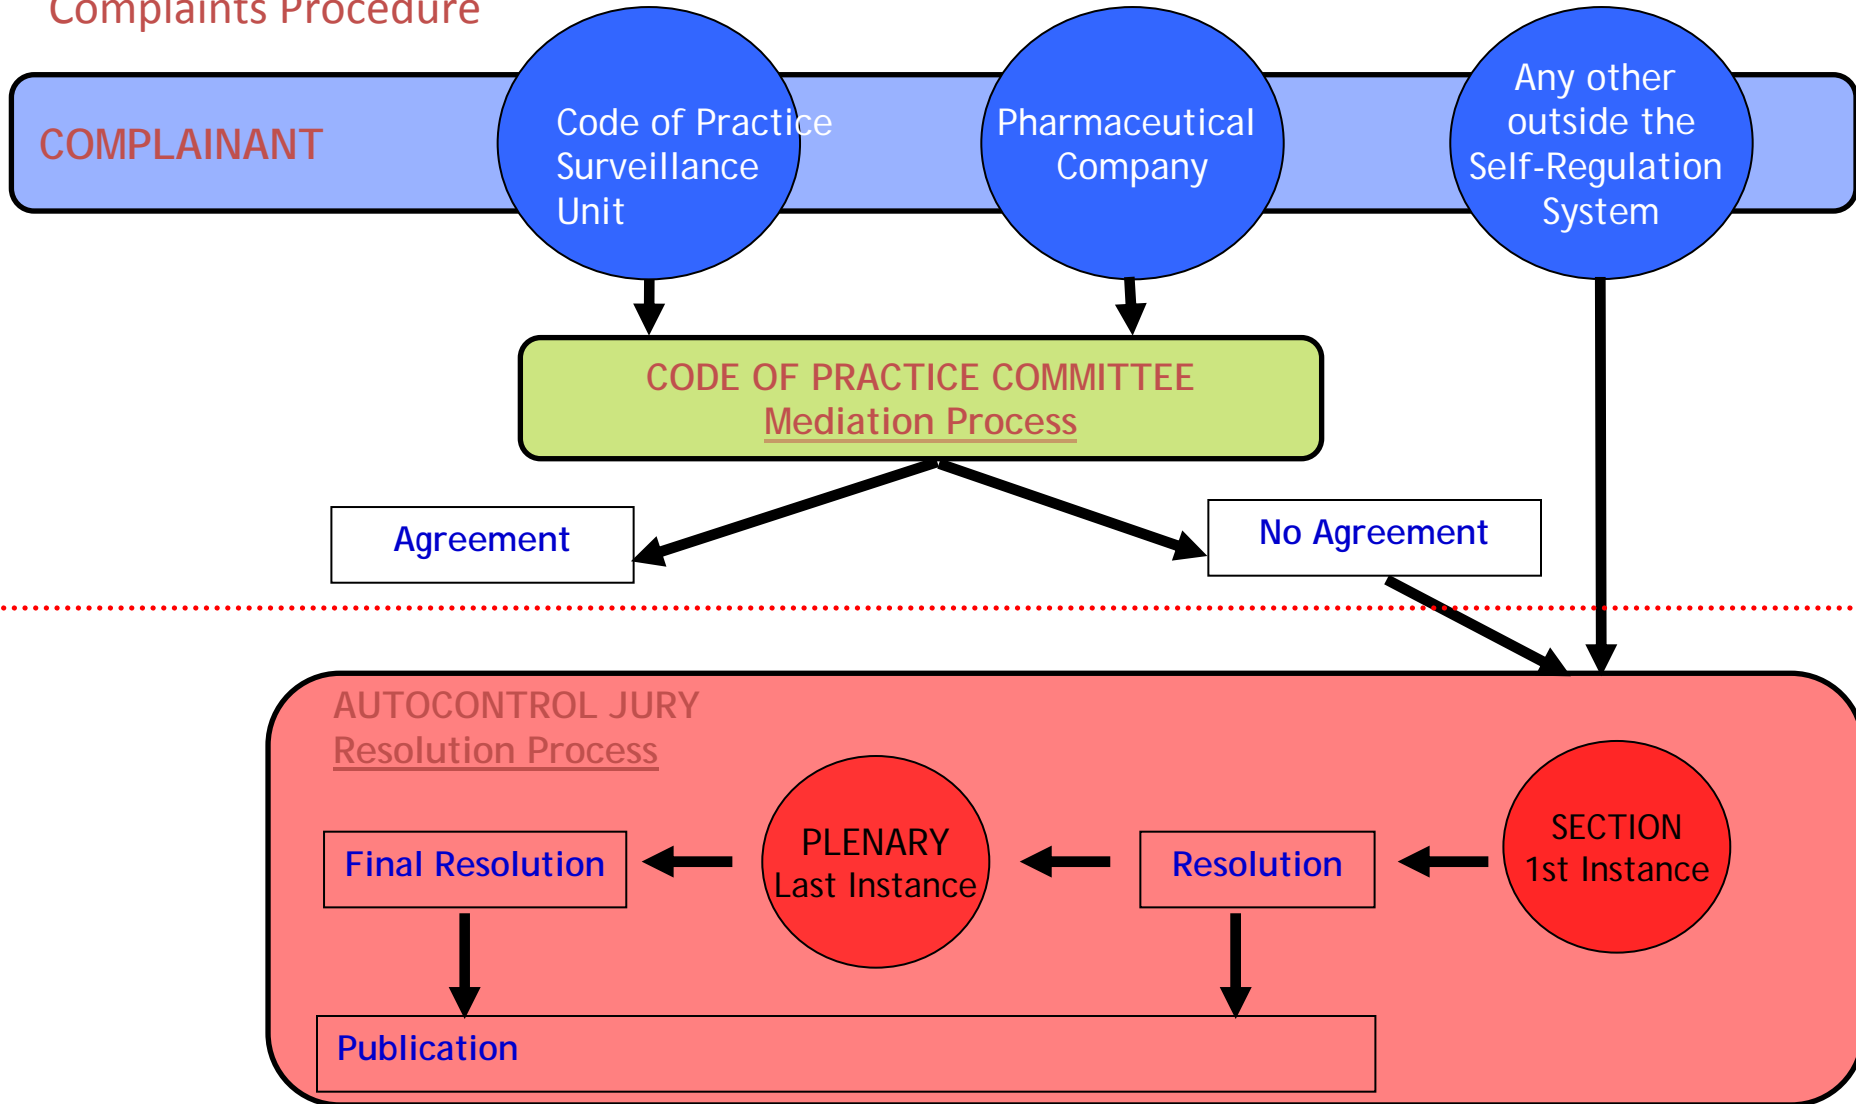 Complaints Procedure
COMPLAINANT
Code of Practice
Surveillance
Unit
Pharmaceutical
Company
Any other
outside the
Self-Regulation
System
CODE OF PRACTICE COMMITTEE
Mediation Process
Agreement
No Agreement
AUTOCONTROL JURY
Resolution Process
Final Resolution
PLENARY
Last Instance
Resolution
SECTION
1st Instance
Publication